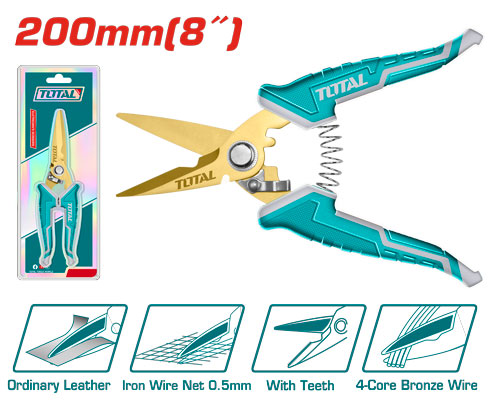 200mm(8″)
TOTAL
TOTAL
TOTAL
Ordinary Leather
Iron Wire Net 0.5mm
With Teeth
4-Core Bronze Wire